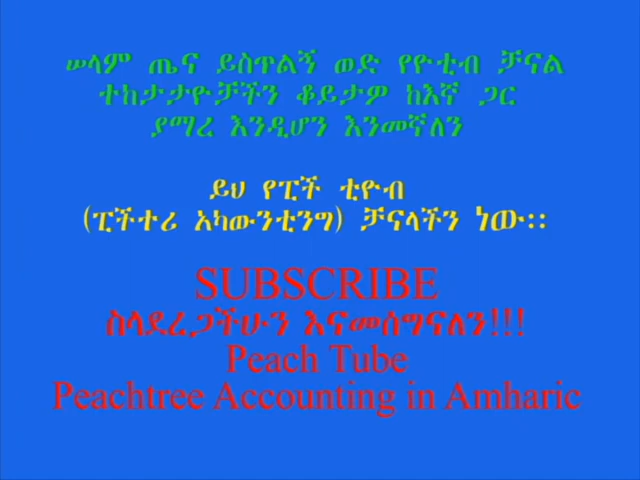 ሠላም ጤና ይስጥልኝ ወድ የዮቲብ ቻናል
ተከታታዮቻችን ቆይታዎ ከእኛ ጋር
ያማረ እንዲሆን እንመኛለን
ይህ የፒች ቲዮብ
(ፒችተሪ አካውንቲንግ) ቻናላችን ነው፡፡
SUBSCRIBE
ስላደረጋችሁን እናመሰግናለን!!!
Peach Tube
Peachtree Accounting in Amharic